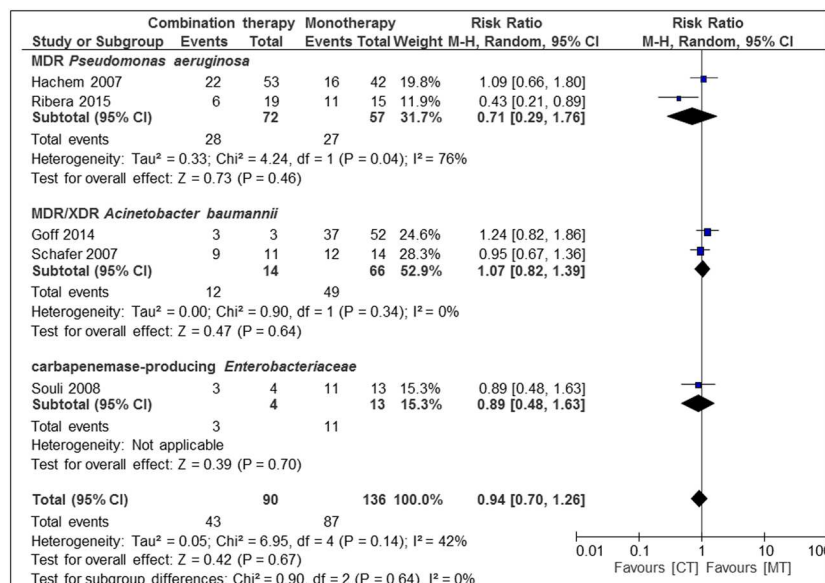 Combination therapy Monotherapy Risk Ratio Risk Ratio
Study or Subgroup Events Total Events Total Weight M-H, Random, 95% CI M-H, Random, 95% CI
MDR Pseudomonas aeruginosa
Hachem 2007 22 53 16 42 19.8% 1.09 [0.66, 1.80]
Ribera 2015 6 19 11 15 11.9% 0.43 [0.21, 0.89]
Subtotal (95% CI) 72 57 31.7% 0.71 [0.29, 1.76]
Total events 28 27
Heterogeneity: Tau² = 0.33; Chi² = 4.24, df = 1 (P = 0.04); I² = 76%
Test for overall effect: Z = 0.73 (P = 0.46)
MDR/XDR Acinetobacter baumannii
Goff 2014 3 3 37 52 24.6% 1.24 [0.82, 1.86]
Schafer 2007 9 11 12 14 28.3% 0.95 [0.67, 1.36]
Subtotal (95% CI) 14 66 52.9% 1.07 [0.82, 1.39]
Total events 12 49
Heterogeneity: Tau² = 0.00; Chi² = 0.90, df = 1 (P = 0.34); I² = 0%
Test for overall effect: Z = 0.47 (P = 0.64)
carbapenemase-producing Enterobacteriaceae
Souli 2008 3 4 11 13 15.3% 0.89 [0.48, 1.63]
Subtotal (95% CI) 4 13 15.3% 0.89 [0.48, 1.63]
Total events 3 11
Heterogeneity: Not applicable
Test for overall effect: Z = 0.39 (P = 0.70)
Total (95% CI) 90 136 100.0% 0.94 [0.70, 1.26]
Total events 43 87
Heterogeneity: Tau² = 0.05; Chi² = 6.95, df = 4 (P = 0.14); I² = 42%
Test for overall effect: Z = 0.42 (P = 0.67)
Test for subgroup differences: Chi² = 0.90, df = 2 (P = 0.64), I² = 0%
0.01 0.1 1 10 100
Favours [CT] Favours [MT]